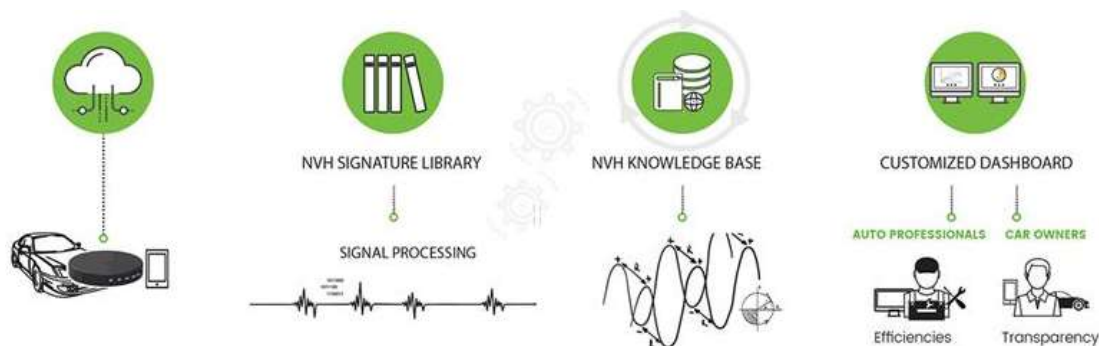 NVH SIGNATURE LIBRARY
NVH KNOWLEDGE BASE
CUSTOMIZED DASHBOARD
AUTO PROFESSIONALS
CAR OWNERS
SIGNAL PROCESSING
Efficiencies
Transparency